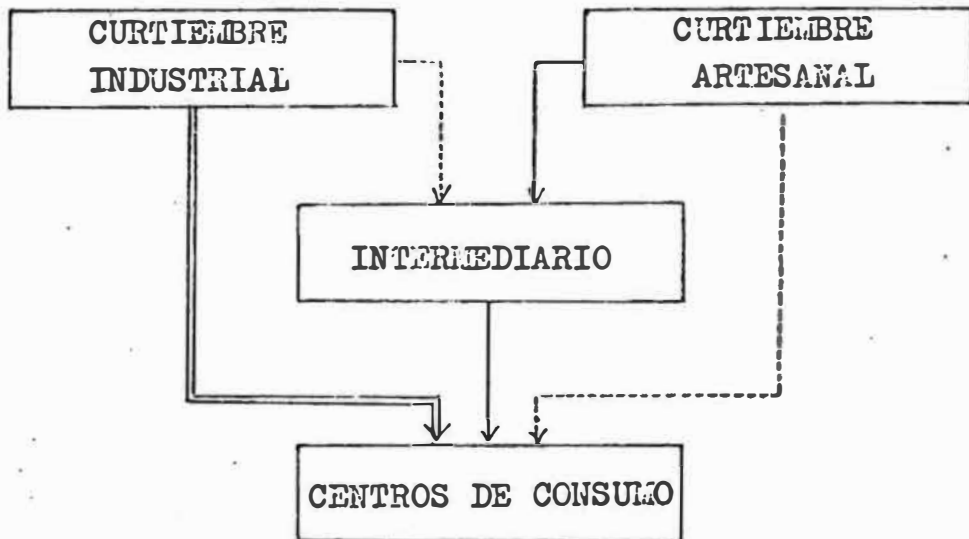 CURTIEMBRE
INDUSTRIAL
CURTIEMBRE
ARTESANAL
INTERMEDIARIO
CENTROS DE CONSUMO